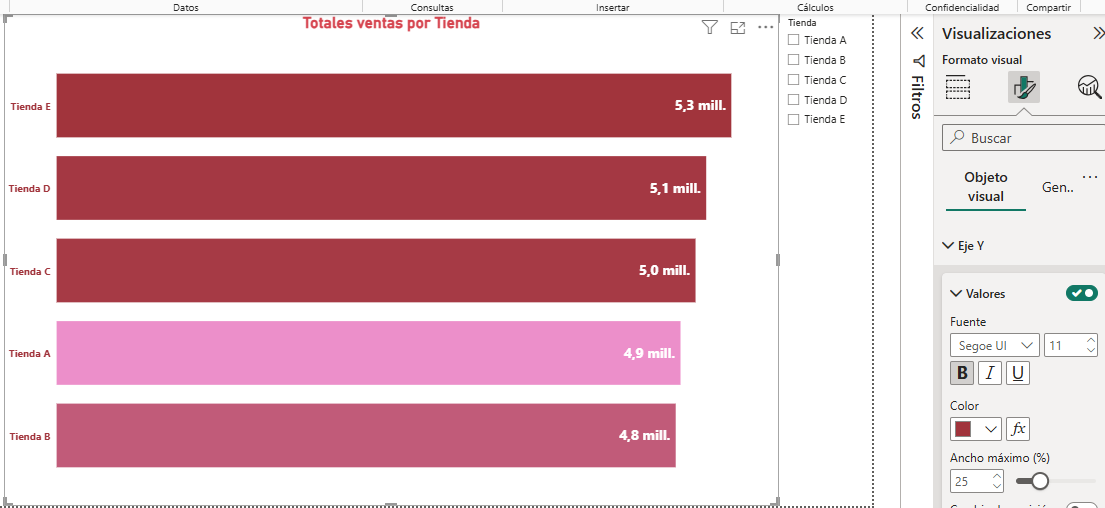 Datos
Consultas
Insertar
Cálculos
Confidencialidad
Compartir
Totales ventas por Tienda
Tienda E
5,3 mill.
Tienda D
5,1 mill.
Tienda C
5,0 mill.
Tienda A
4,9 mill.
Tienda B
4,8 mill.
Tienda
Tienda A
Tienda B
Tienda C
Tienda D
Tienda E
Filtros
Visualizaciones
Formato visual
Buscar
Objeto
visual
Gen..
Eje Y
Valores
Fuente
Segoe UI
11
B I U
Color
fx
Ancho máximo (%)
25